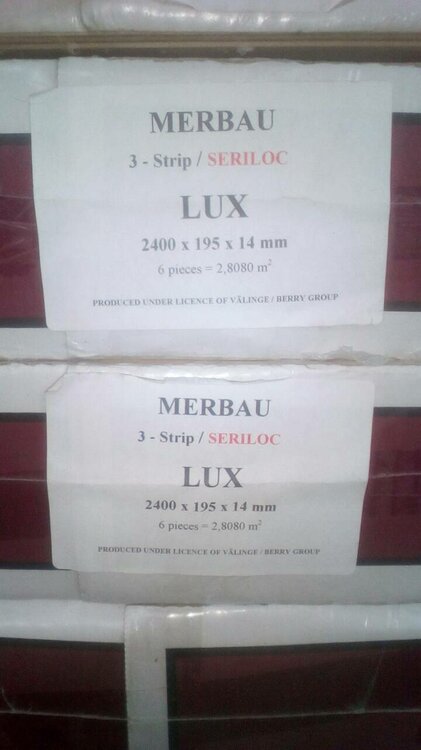 MERBAU
3 - Strip / SERILOC
LUX
2400 x 195 x 14 mm
6 pieces = 2,8080 m²
PRODUCED UNDER LICENCE OF VÄLINGE / BERRY GROUP
MERBAU
3 - Strip / SERILOC
LUX
2400 x 195 x 14 mm
6 pieces = 2,8080 m²
PRODUCED UNDER LICENCE OF VÄLINGE / BERRY GROUP